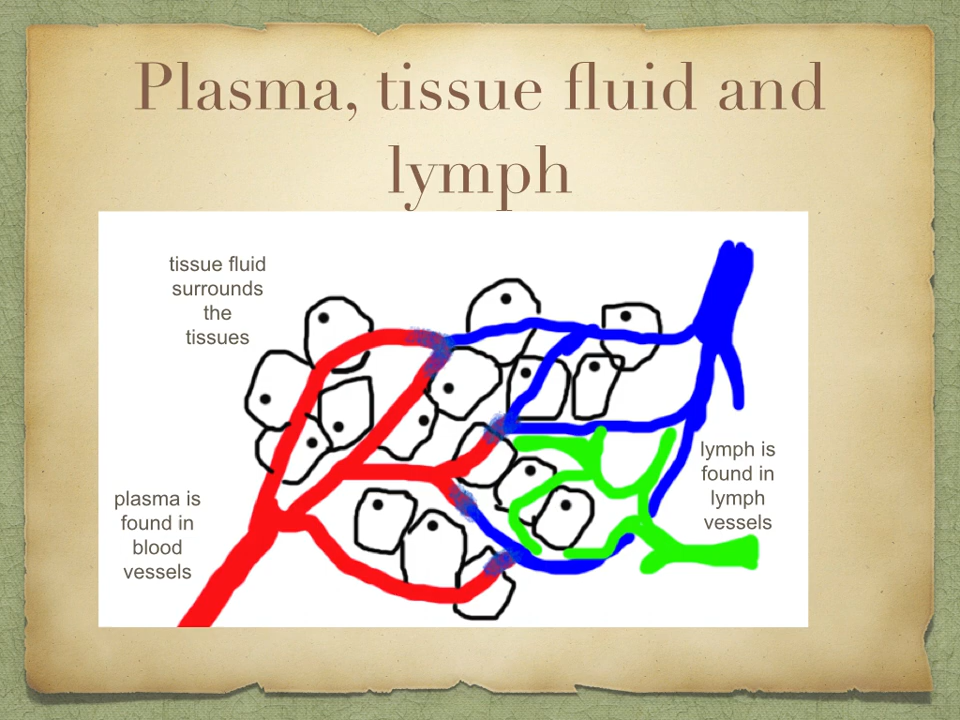 Plasma, tissue fluid and
lymph
tissue fluid
surrounds
the
tissues
lymph is
found in
lymph
vessels
plasma is
found in
blood
vessels